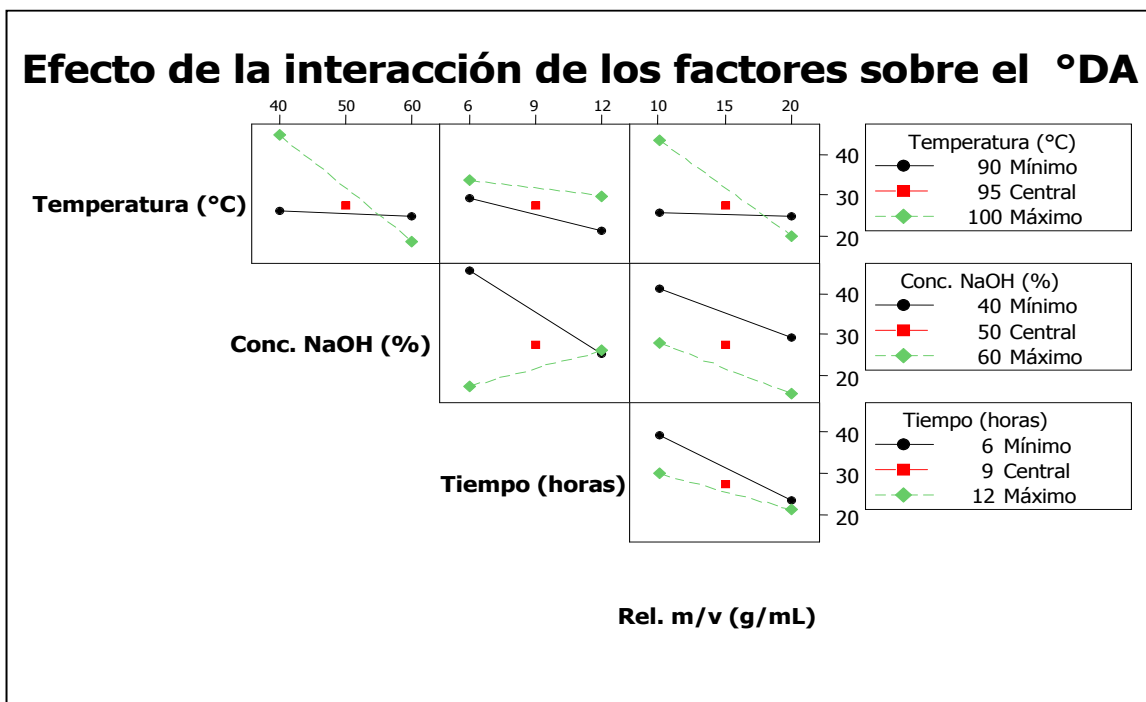 Efecto de la interacción de los factores sobre el °DA
40 50 60 6 9 12 10 15 20
Temperatura (°C)
40
30
20
Temperatura (°C)
90 Mínimo
95 Central
100 Máximo
Conc. NaOH (%)
40
30
20
Conc. NaOH (%)
40 Mínimo
50 Central
60 Máximo
Tiempo (horas)
40
30
20
Tiempo (horas)
6 Mínimo
9 Central
12 Máximo
Rel. m/v (g/mL)